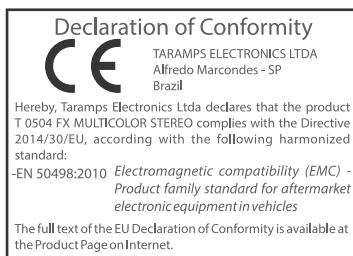 Declaration of Conformity
CE
TARAMPS ELECTRONICS LTDA
Alfredo Marcondes - SP
Brazil
Hereby, Taramps Electronics Ltda declares that the product
T 0504 FX MULTICOLOR STEREO complies with the Directive
2014/30/EU, according with the following harmonized
standard:
-EN 50498:2010 Electromagnetic compatibility (EMC) -
Product family standard for aftermarket
electronic equipment in vehicles
The full text of the EU Declaration of Conformity is available at
the Product Page on Internet.